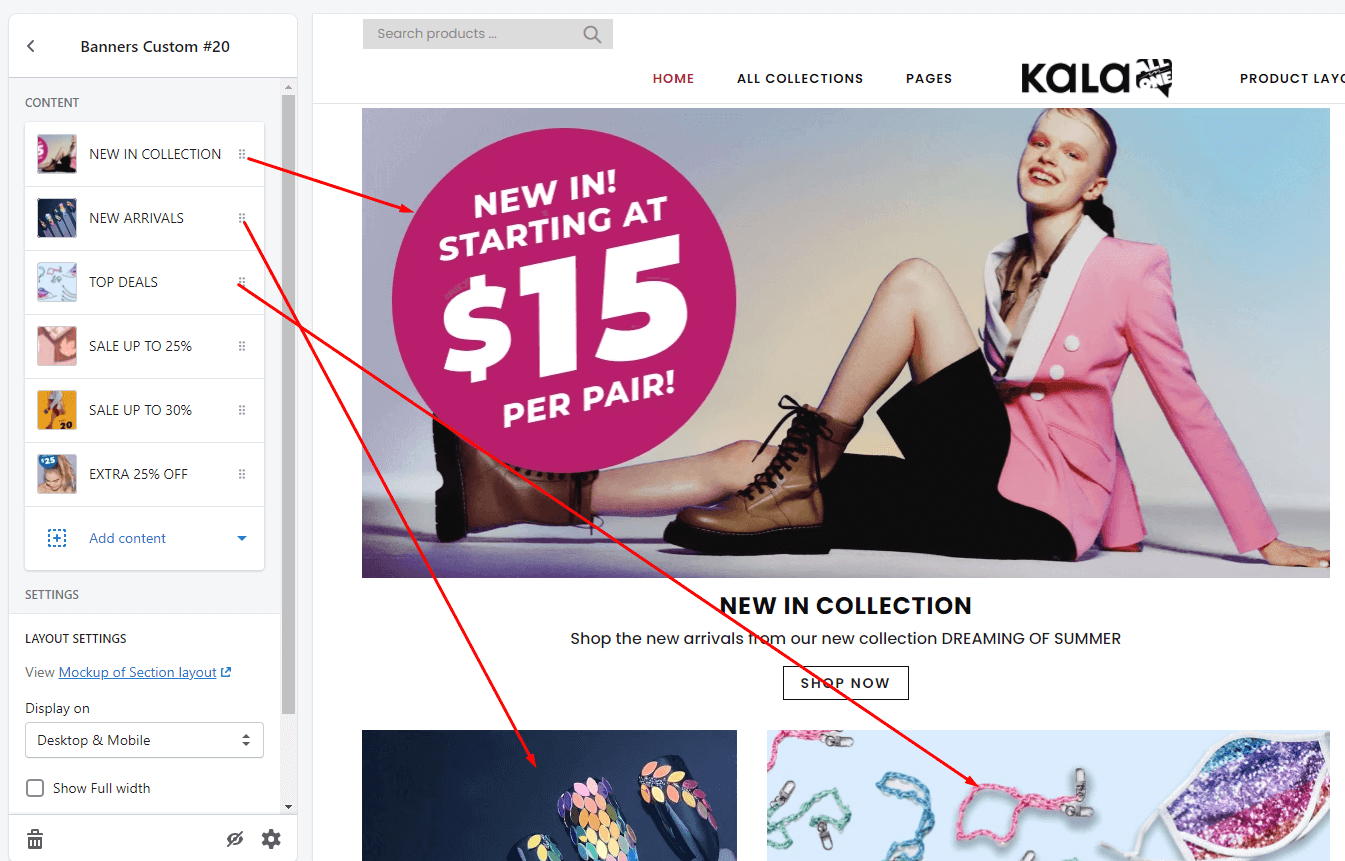 Banners Custom #20
CONTENT
NEW IN COLLECTION
NEW ARRIVALS
TOP DEALS
SALE UP TO 25%
20
SALE UP TO 30%
$25
EXTRA 25% OFF
Add content
SETTINGS
LAYOUT SETTINGS
View Mockup of Section layout
Display on
Desktop & Mobile
Show Full width
Search products ...
HOME ALL COLLECTIONS PAGES KALA ALL ONE PRODUCT LAYO
NEW IN!
STARTING AT
$15
PER PAIR!
NEW IN COLLECTION
Shop the new arrivals from our new collection DREAMING OF SUMMER
SHOP NOW